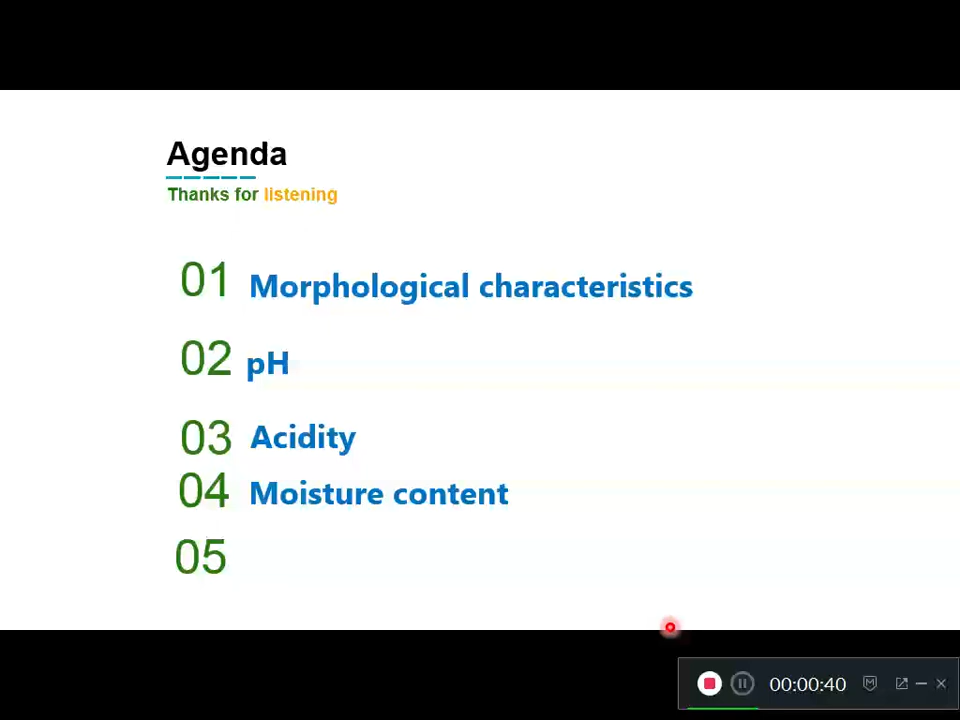 Agenda
Thanks for listening
01 Morphological characteristics
02 pH
03 Acidity
04 Moisture content
05
00:00:40